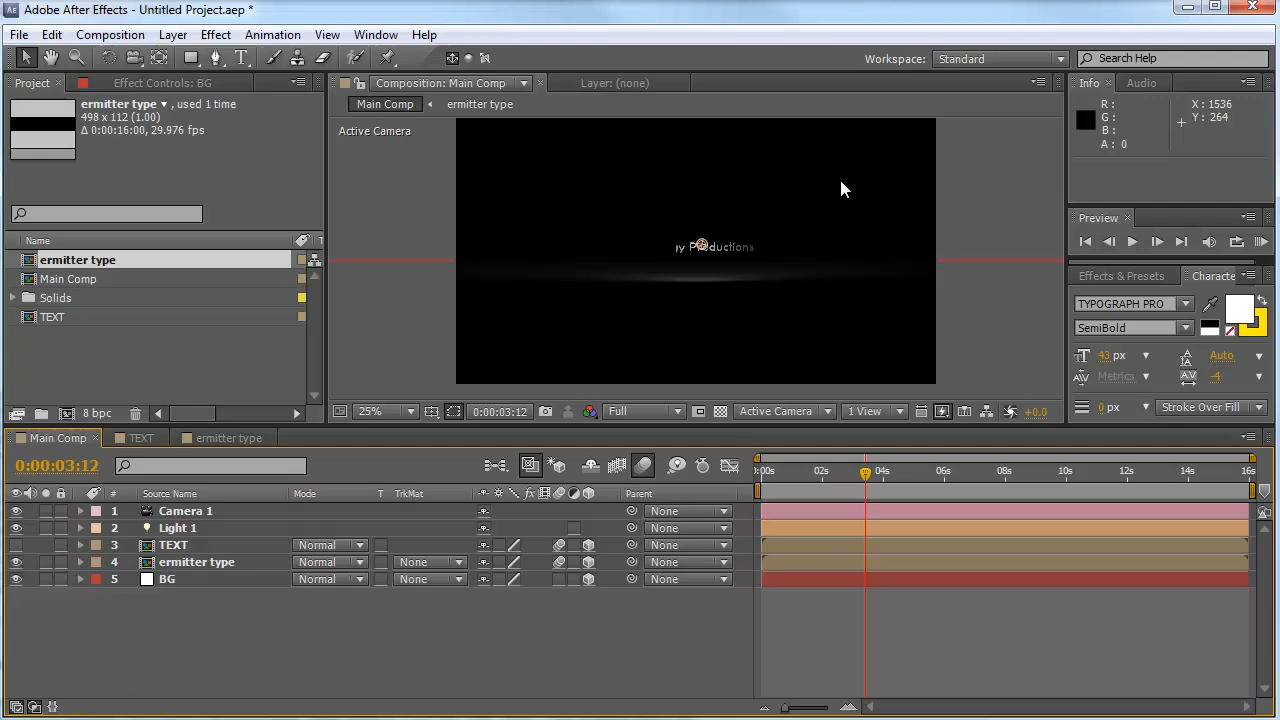 Adobe After Effects - Untitled Project.aep *
File Edit Composition Layer Effect Animation View Window Help
Workspace: Standard Search Help
Project Effect Controls: BG Composition: Main Comp Layer: (none) Info Audio
ermitter type , used 1 time
498 x 112 (1.00)
Δ 0:00:16:00, 29.976 fps
Main Comp ermitter type
Active Camera
R :
G :
B :
A : 0
X : 1536
Y : 264
Preview
Name T
ermitter type
Main Comp
Solids
TEXT
gy Productions
Effects & Presets Characte
TYPOGRAPH PRO
SemiBold
43 px Auto
Metrics -4
0 px Stroke Over Fill
8 bpc
25% 0:00:03:12 Full Active Camera 1 View +0.0
Main Comp TEXT ermitter type
0:00:03:12
0:00s 02s 04s 06s 08s 10s 12s 14s 16s
# Source Name Mode T TrkMat fx Parent
1 Camera 1 None
2 Light 1 None
3 TEXT Normal None
4 ermitter type Normal None None
5 BG Normal None None